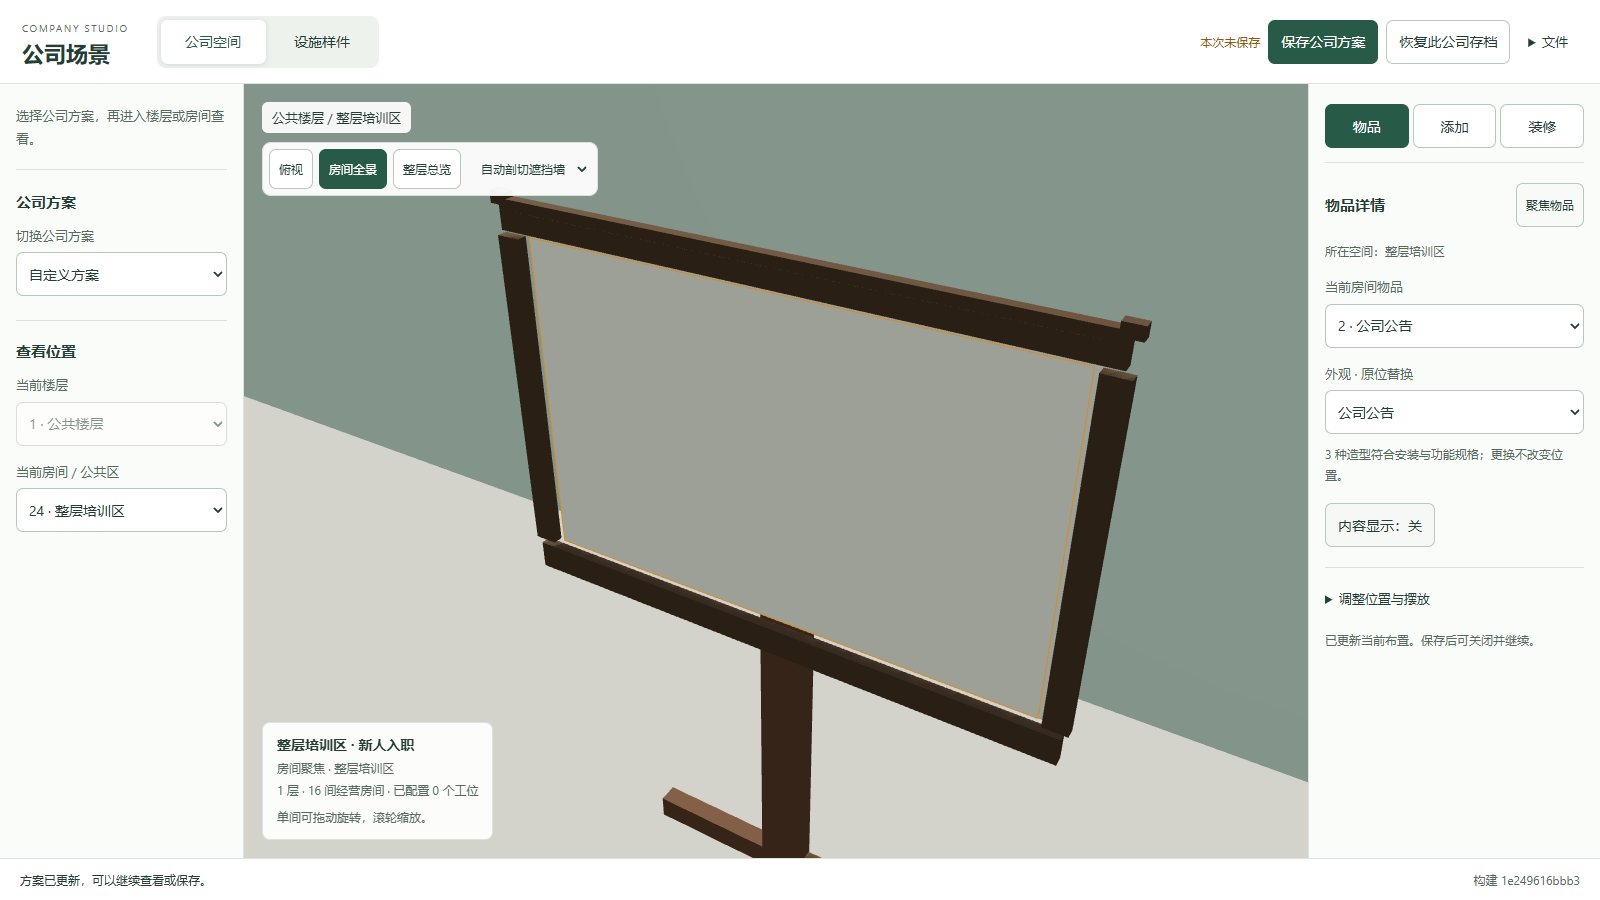 COMPANY STUDIO
公司场景
公司空间
设施样件
本次未保存
保存公司方案
恢复此公司存档
文件
选择公司方案，再进入楼层或房间查
看。
公司方案
切换公司方案
自定义方案
查看位置
当前楼层
1 · 公共楼层
当前房间 / 公共区
24 · 整层培训区
公共楼层 / 整层培训区
俯视
房间全景
整层总览
自动剖切遮挡墙
整层培训区 · 新人入职
房间聚焦 · 整层培训区
1 层 · 16 间经营房间 · 已配置 0 个工位
单间可拖动旋转，滚轮缩放。
物品
添加
装修
物品详情
聚焦物品
所在空间：整层培训区
当前房间物品
2 · 公司公告
外观 · 原位替换
公司公告
3 种造型符合安装与功能规格；更换不改变位
置。
内容显示：关
调整位置与摆放
已更新当前布置。保存后可关闭并继续。
方案已更新，可以继续查看或保存。
构建 1e249616bbb3